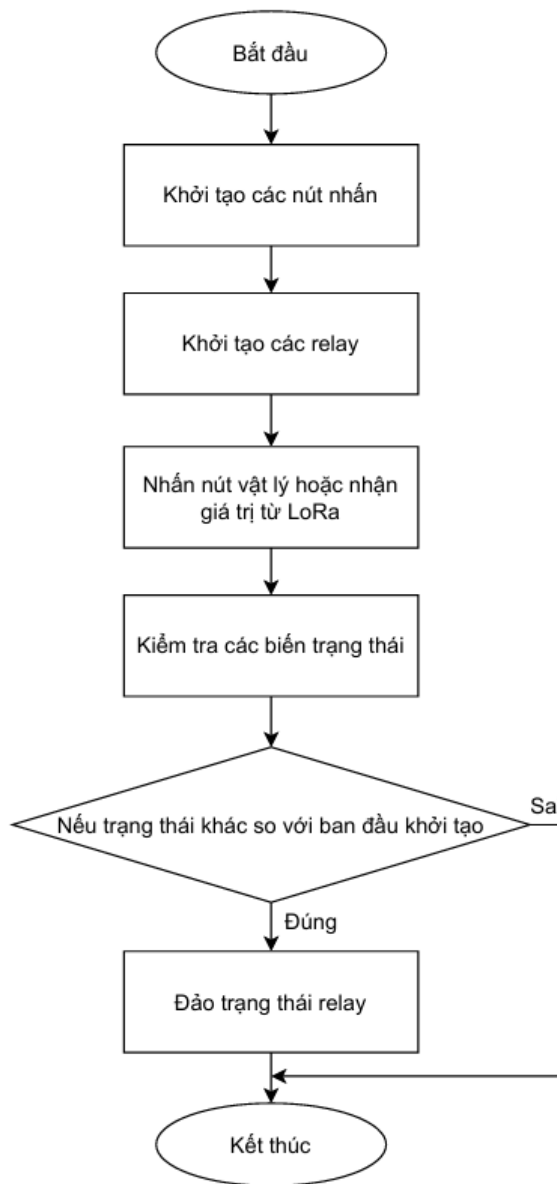 Bắt đầu
Khởi tạo các nút nhấn
Khởi tạo các relay
Nhấn nút vật lý hoặc nhận
giá trị từ LoRa
Kiểm tra các biến trạng thái
Nếu trạng thái khác so với ban đầu khởi tạo
Sa
Đúng
Đảo trạng thái relay
Kết thúc